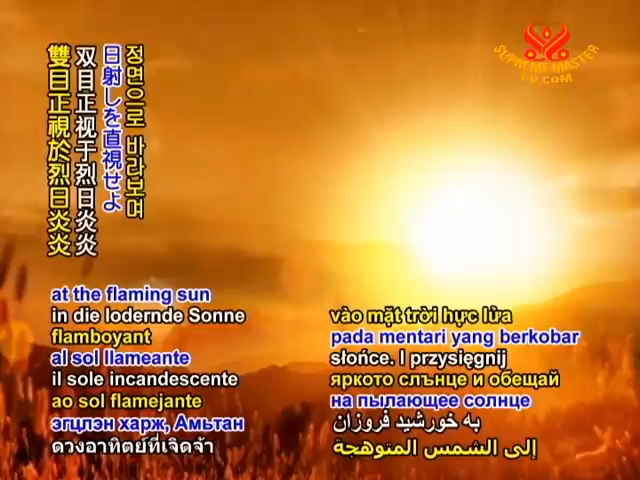 SUPREME MASTER
TV.COM
정면으로 바라보며
日射しを直視せよ
双目正视于烈日炎炎
雙目正視於烈日炎炎
at the flaming sun
in die lodernde Sonne
flamboyant
al sol llameante
il sole incandescente
ao sol flamejante
эгцлэн харж, Амьтан
ดวงอาทิตย์ที่เจิดจ้า
vào mặt trời hực lửa
pada mentari yang berkobar
słońce. I przysięgnij
яркото слънце и обещай
на пылающее солнце
به خورشید فروزان
إلى الشمس المتوهجة